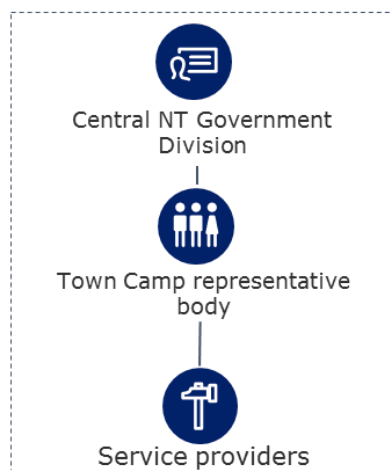 Central NT Government
Division
Town Camp representative
body
Service providers